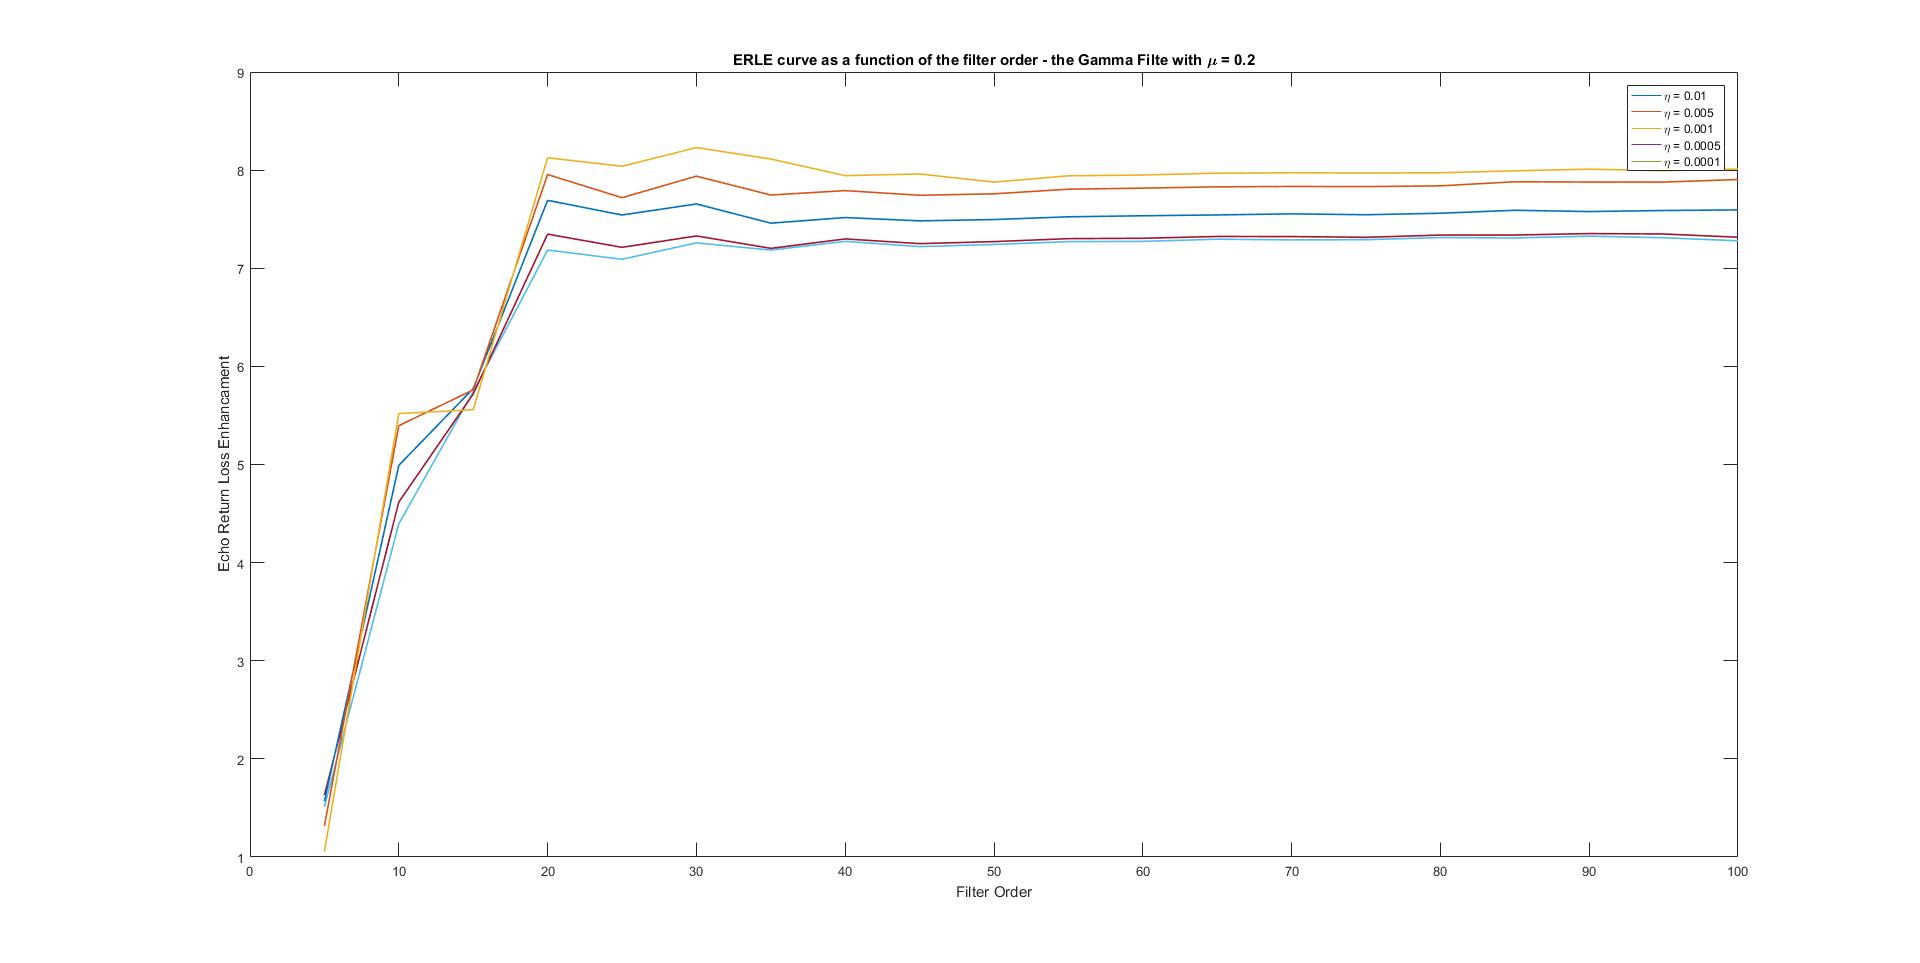 ERLE curve as a function of the filter order - the Gamma Filte with μ = 0.2
9
8
7
6
5
4
3
2
1
Echo Return Loss Enhancament
η = 0.01
η = 0.005
η = 0.001
η = 0.0005
η = 0.0001
0 10 20 30 40 50 60 70 80 90 100
Filter Order